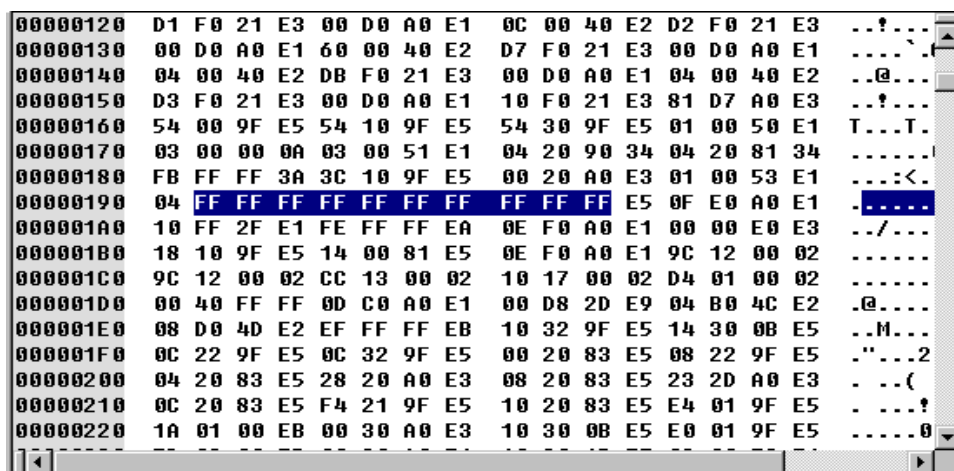 00000120 D1 F0 21 E3 00 D0 A0 E1 0C 00 40 E2 D2 F0 21 E3 ..!...
00000130 00 D0 A0 E1 60 00 40 E2 D7 F0 21 E3 00 D0 A0 E1 ....`.
00000140 04 00 40 E2 DB F0 21 E3 00 D0 A0 E1 04 00 40 E2 ..@...
00000150 D3 F0 21 E3 00 D0 A0 E1 10 F0 21 E3 81 D7 A0 E3 ..!...
00000160 54 00 9F E5 54 10 9F E5 54 30 9F E5 01 00 50 E1 T...T.
00000170 03 00 00 0A 03 00 51 E1 04 20 90 34 04 20 81 34 ......
00000180 FB FF FF 3A 3C 10 9F E5 00 20 A0 E3 01 00 53 E1 ...:<.
00000190 04 FF FF FF FF FF FF FF FF FF FF E5 0F E0 A0 E1 ......
000001A0 10 FF 2F E1 FE FF FF EA 0E F0 A0 E1 00 00 E0 E3 ../...
000001B0 18 10 9F E5 14 00 81 E5 0E F0 A0 E1 9C 12 00 02 ......
000001C0 9C 12 00 02 CC 13 00 02 10 17 00 02 D4 01 00 02 ......
000001D0 00 40 FF FF 0D C0 A0 E1 00 D8 2D E9 04 B0 4C E2 .@....
000001E0 08 D0 4D E2 EF FF FF EB 10 32 9F E5 14 30 0B E5 ..M...
000001F0 0C 22 9F E5 0C 32 9F E5 00 20 83 E5 08 22 9F E5 ."...2
00000200 04 20 83 E5 28 20 A0 E3 08 20 83 E5 23 2D A0 E3 . ..(
00000210 0C 20 83 E5 F4 21 9F E5 10 20 83 E5 E4 01 9F E5 . ...!
00000220 1A 01 00 EB 00 30 A0 E3 10 30 0B E5 E0 01 9F E5 .....0